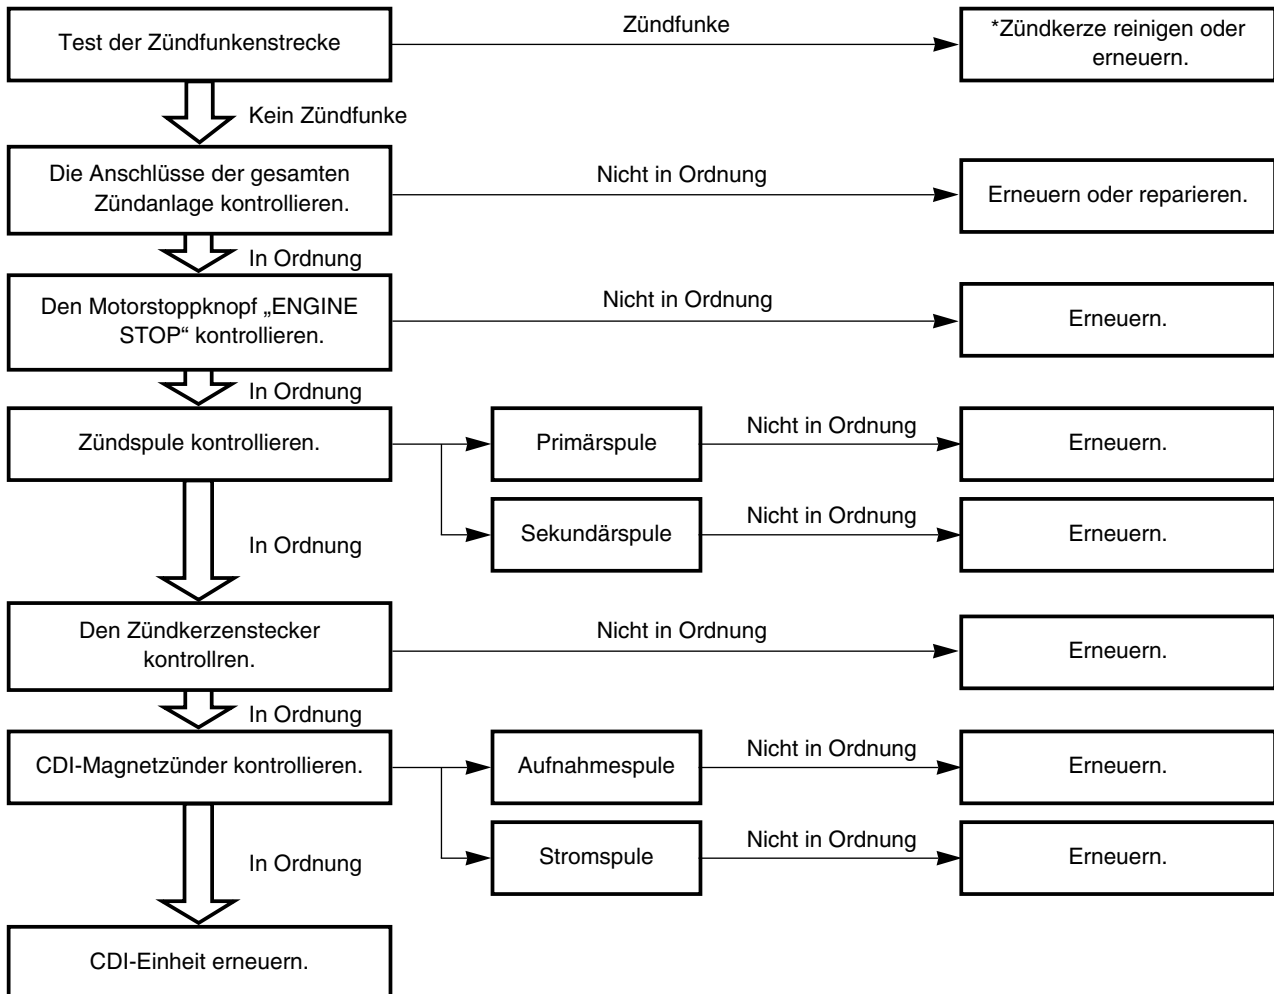 Test der Zündfunkenstrecke
Zündfunke
*Zündkerze reinigen oder
erneuern.
Kein Zündfunke
Die Anschlüsse der gesamten
Zündanlage kontrollieren.
Nicht in Ordnung
Erneuern oder reparieren.
In Ordnung
Den Motorstoppknopf „ENGINE
STOP“ kontrollieren.
Nicht in Ordnung
Erneuern.
In Ordnung
Zündspule kontrollieren.
Primärspule
Nicht in Ordnung
Erneuern.
Sekundärspule
Nicht in Ordnung
Erneuern.
In Ordnung
Den Zündkerzenstecker
kontrollren.
Nicht in Ordnung
Erneuern.
In Ordnung
CDI-Magnetzünder kontrollieren.
Aufnahmespule
Nicht in Ordnung
Erneuern.
Stromspule
Nicht in Ordnung
Erneuern.
In Ordnung
CDI-Einheit erneuern.